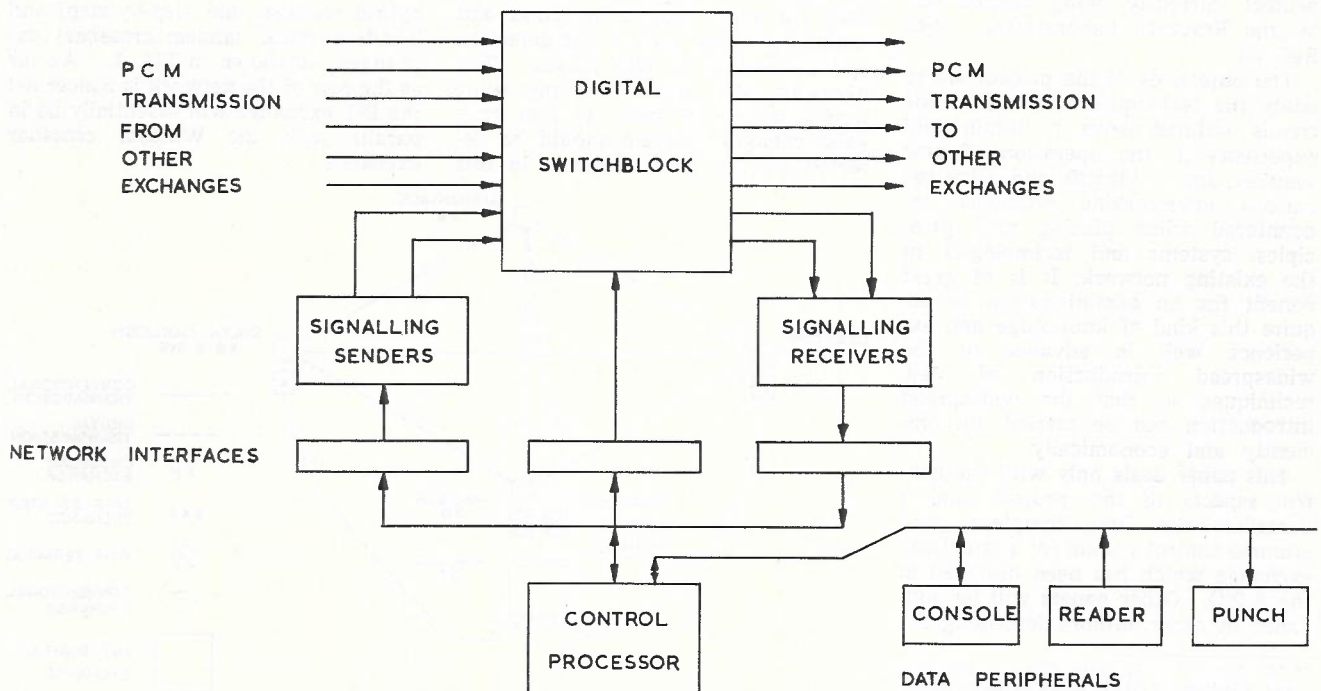 PCM
TRANSMISSION
FROM
OTHER
EXCHANGES
DIGITAL
SWITCHBLOCK
PCM
TRANSMISSION
TO
OTHER
EXCHANGES
SIGNALLING
SENDERS
SIGNALLING
RECEIVERS
NETWORK INTERFACES
CONTROL
PROCESSOR
CONSOLE
READER
PUNCH
DATA PERIPHERALS